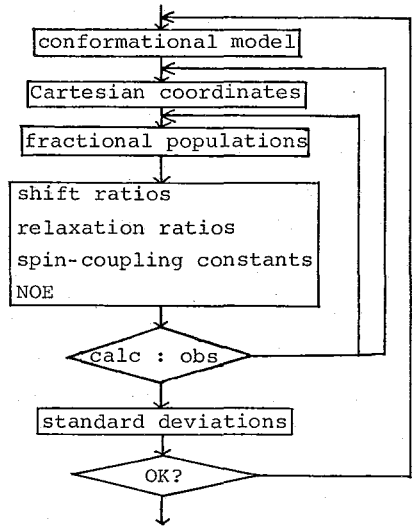 conformational model
Cartesian coordinates
fractional populations
shift ratios
relaxation ratios
spin-coupling constants
NOE
calc : obs
standard deviations
OK?